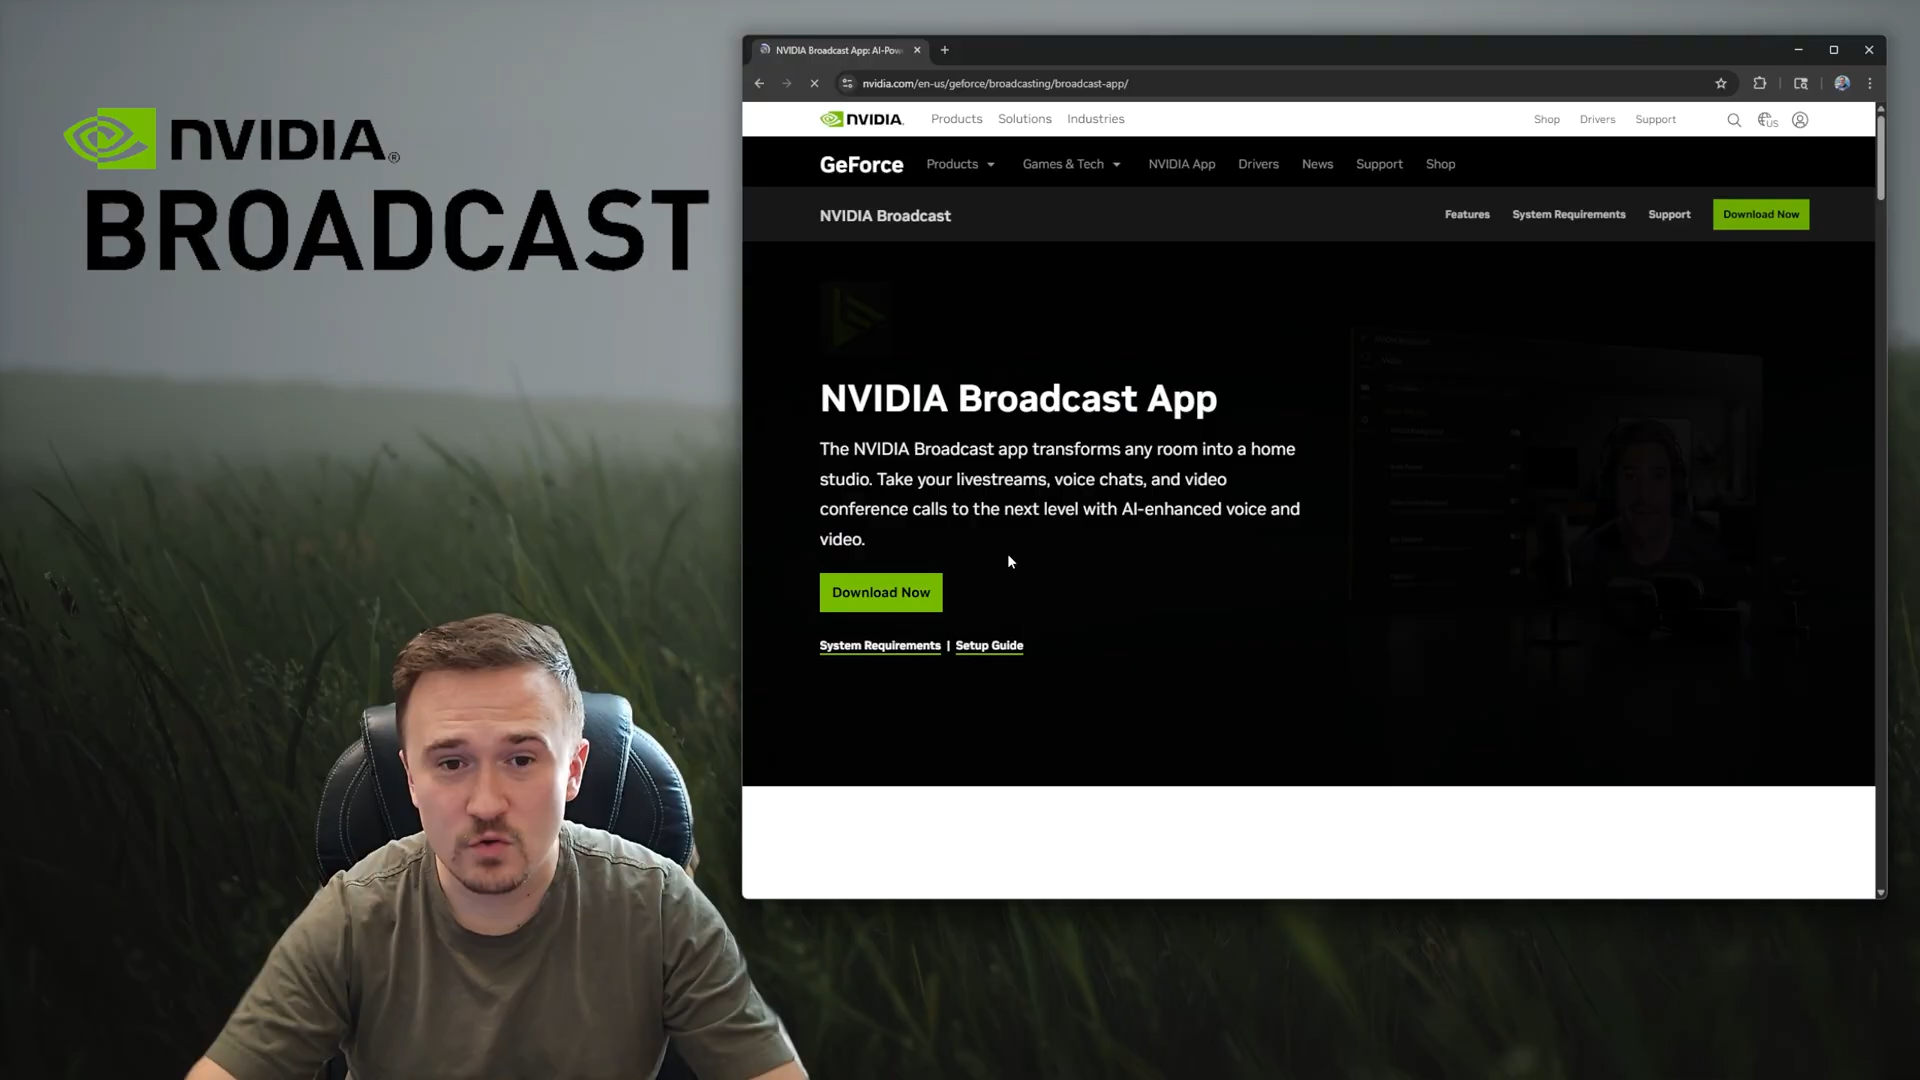 NVIDIA®
BROADCAST
NVIDIA Broadcast App: AI-Pow
nvidia.com/en-us/geforce/broadcasting/broadcast-app/
NVIDIA. Products Solutions Industries Shop Drivers Support US
GeForce Products Games & Tech NVIDIA App Drivers News Support Shop
NVIDIA Broadcast Features System Requirements Support Download Now
NVIDIA Broadcast App
The NVIDIA Broadcast app transforms any room into a home
studio. Take your livestreams, voice chats, and video
conference calls to the next level with AI-enhanced voice and
video.
Download Now
System Requirements | Setup Guide